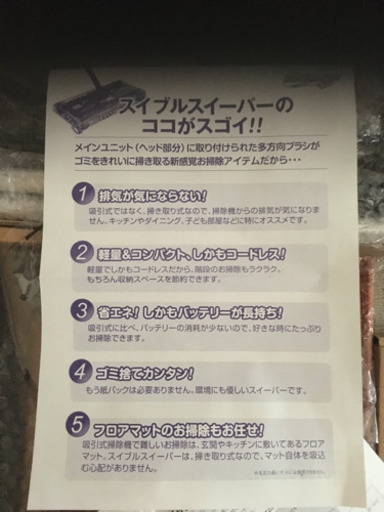 スイブルスイーパーの
ココがスゴイ!!
メインユニット(ヘッド部分)に取り付けられた多方向ブラシが
ゴミをきれいに掃き取る新感覚お掃除アイテムだから・・・
1 排気が気にならない!
吸引式ではなく、掃き取り式なので、掃除機からの排気が気になりま
せん。キッチンやダイニング、子ども部屋などに特にオススメです。
2 軽量&コンパクト、しかもコードレス!
軽量でしかもコードレスだから、階段のお掃除もラクラク。
もちろん収納スペースを節約できます。
3 省エネ!しかもバッテリーが長持ち!
吸引式に比べ、バッテリーの消耗が少ないので、好きな時にたっぷり
お掃除できます。
4 ゴミ捨てカンタン!
もう紙パックは必要ありません。環境にも優しいスイーパーです。
5 フロアマットのお掃除もお任せ!
吸引式掃除機で難しいお掃除は、玄関やキッチンに敷いてあるフロア
マット。スイブルスイーパーは、掃き取り式なので、マット自体を吸込
む心配がありません。